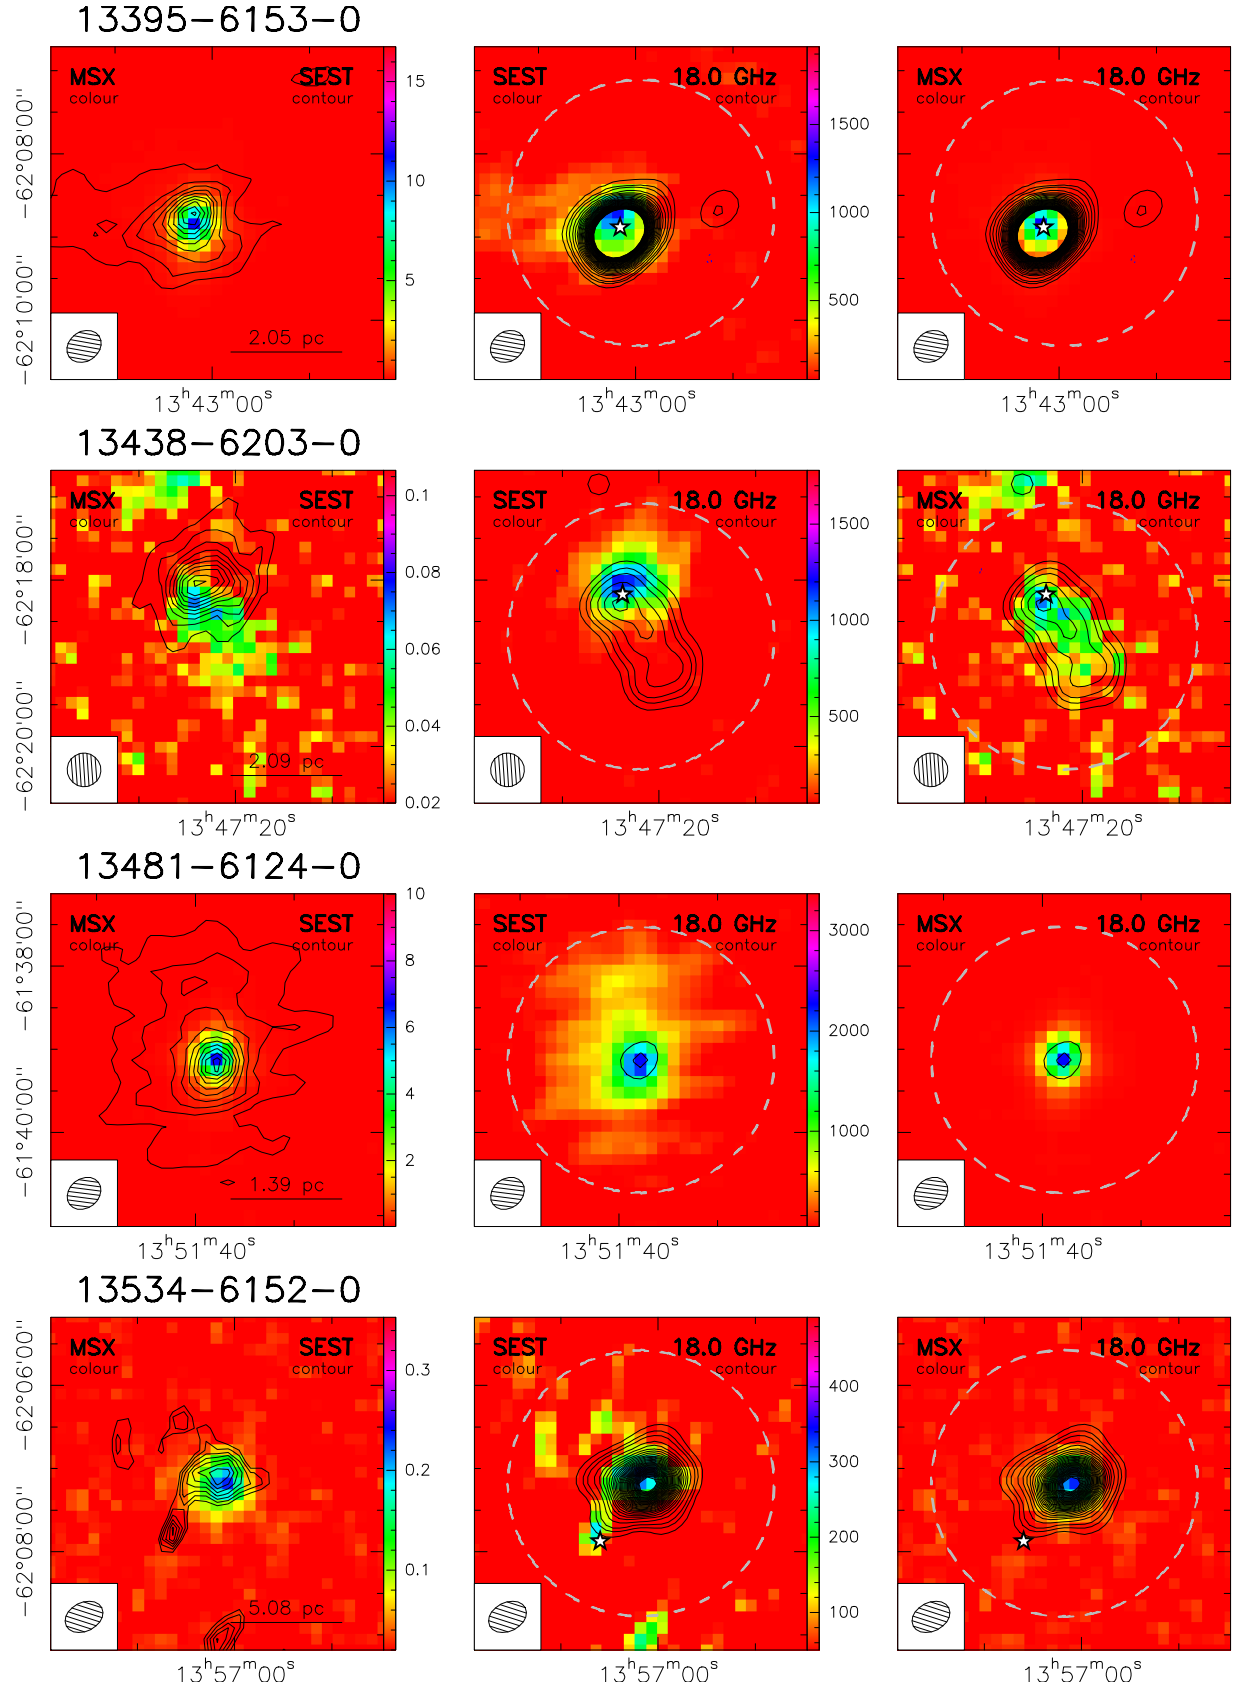 13395−6153−0
MSX SEST
colour contour
SEST 18.0 GHz
colour contour
MSX 18.0 GHz
colour contour
−62°08'00"
−62°10'00"
15
10
5
1500
1000
500
2.05 pc
13ʰ43ᵐ00ˢ
13ʰ43ᵐ00ˢ
13ʰ43ᵐ00ˢ
13438−6203−0
MSX SEST
colour contour
SEST 18.0 GHz
colour contour
MSX 18.0 GHz
colour contour
−62°18'00"
−62°20'00"
0.1
0.08
0.06
0.04
0.02
1500
1000
500
2.09 pc
13ʰ47ᵐ20ˢ
13ʰ47ᵐ20ˢ
13ʰ47ᵐ20ˢ
13481−6124−0
MSX SEST
colour contour
SEST 18.0 GHz
colour contour
MSX 18.0 GHz
colour contour
−61°38'00"
−61°40'00"
10
8
6
4
2
3000
2000
1000
1.39 pc
13ʰ51ᵐ40ˢ
13ʰ51ᵐ40ˢ
13ʰ51ᵐ40ˢ
13534−6152−0
MSX SEST
colour contour
SEST 18.0 GHz
colour contour
MSX 18.0 GHz
colour contour
−62°06'00"
−62°08'00"
0.3
0.2
0.1
400
300
200
100
5.08 pc
13ʰ57ᵐ00ˢ
13ʰ57ᵐ00ˢ
13ʰ57ᵐ00ˢ